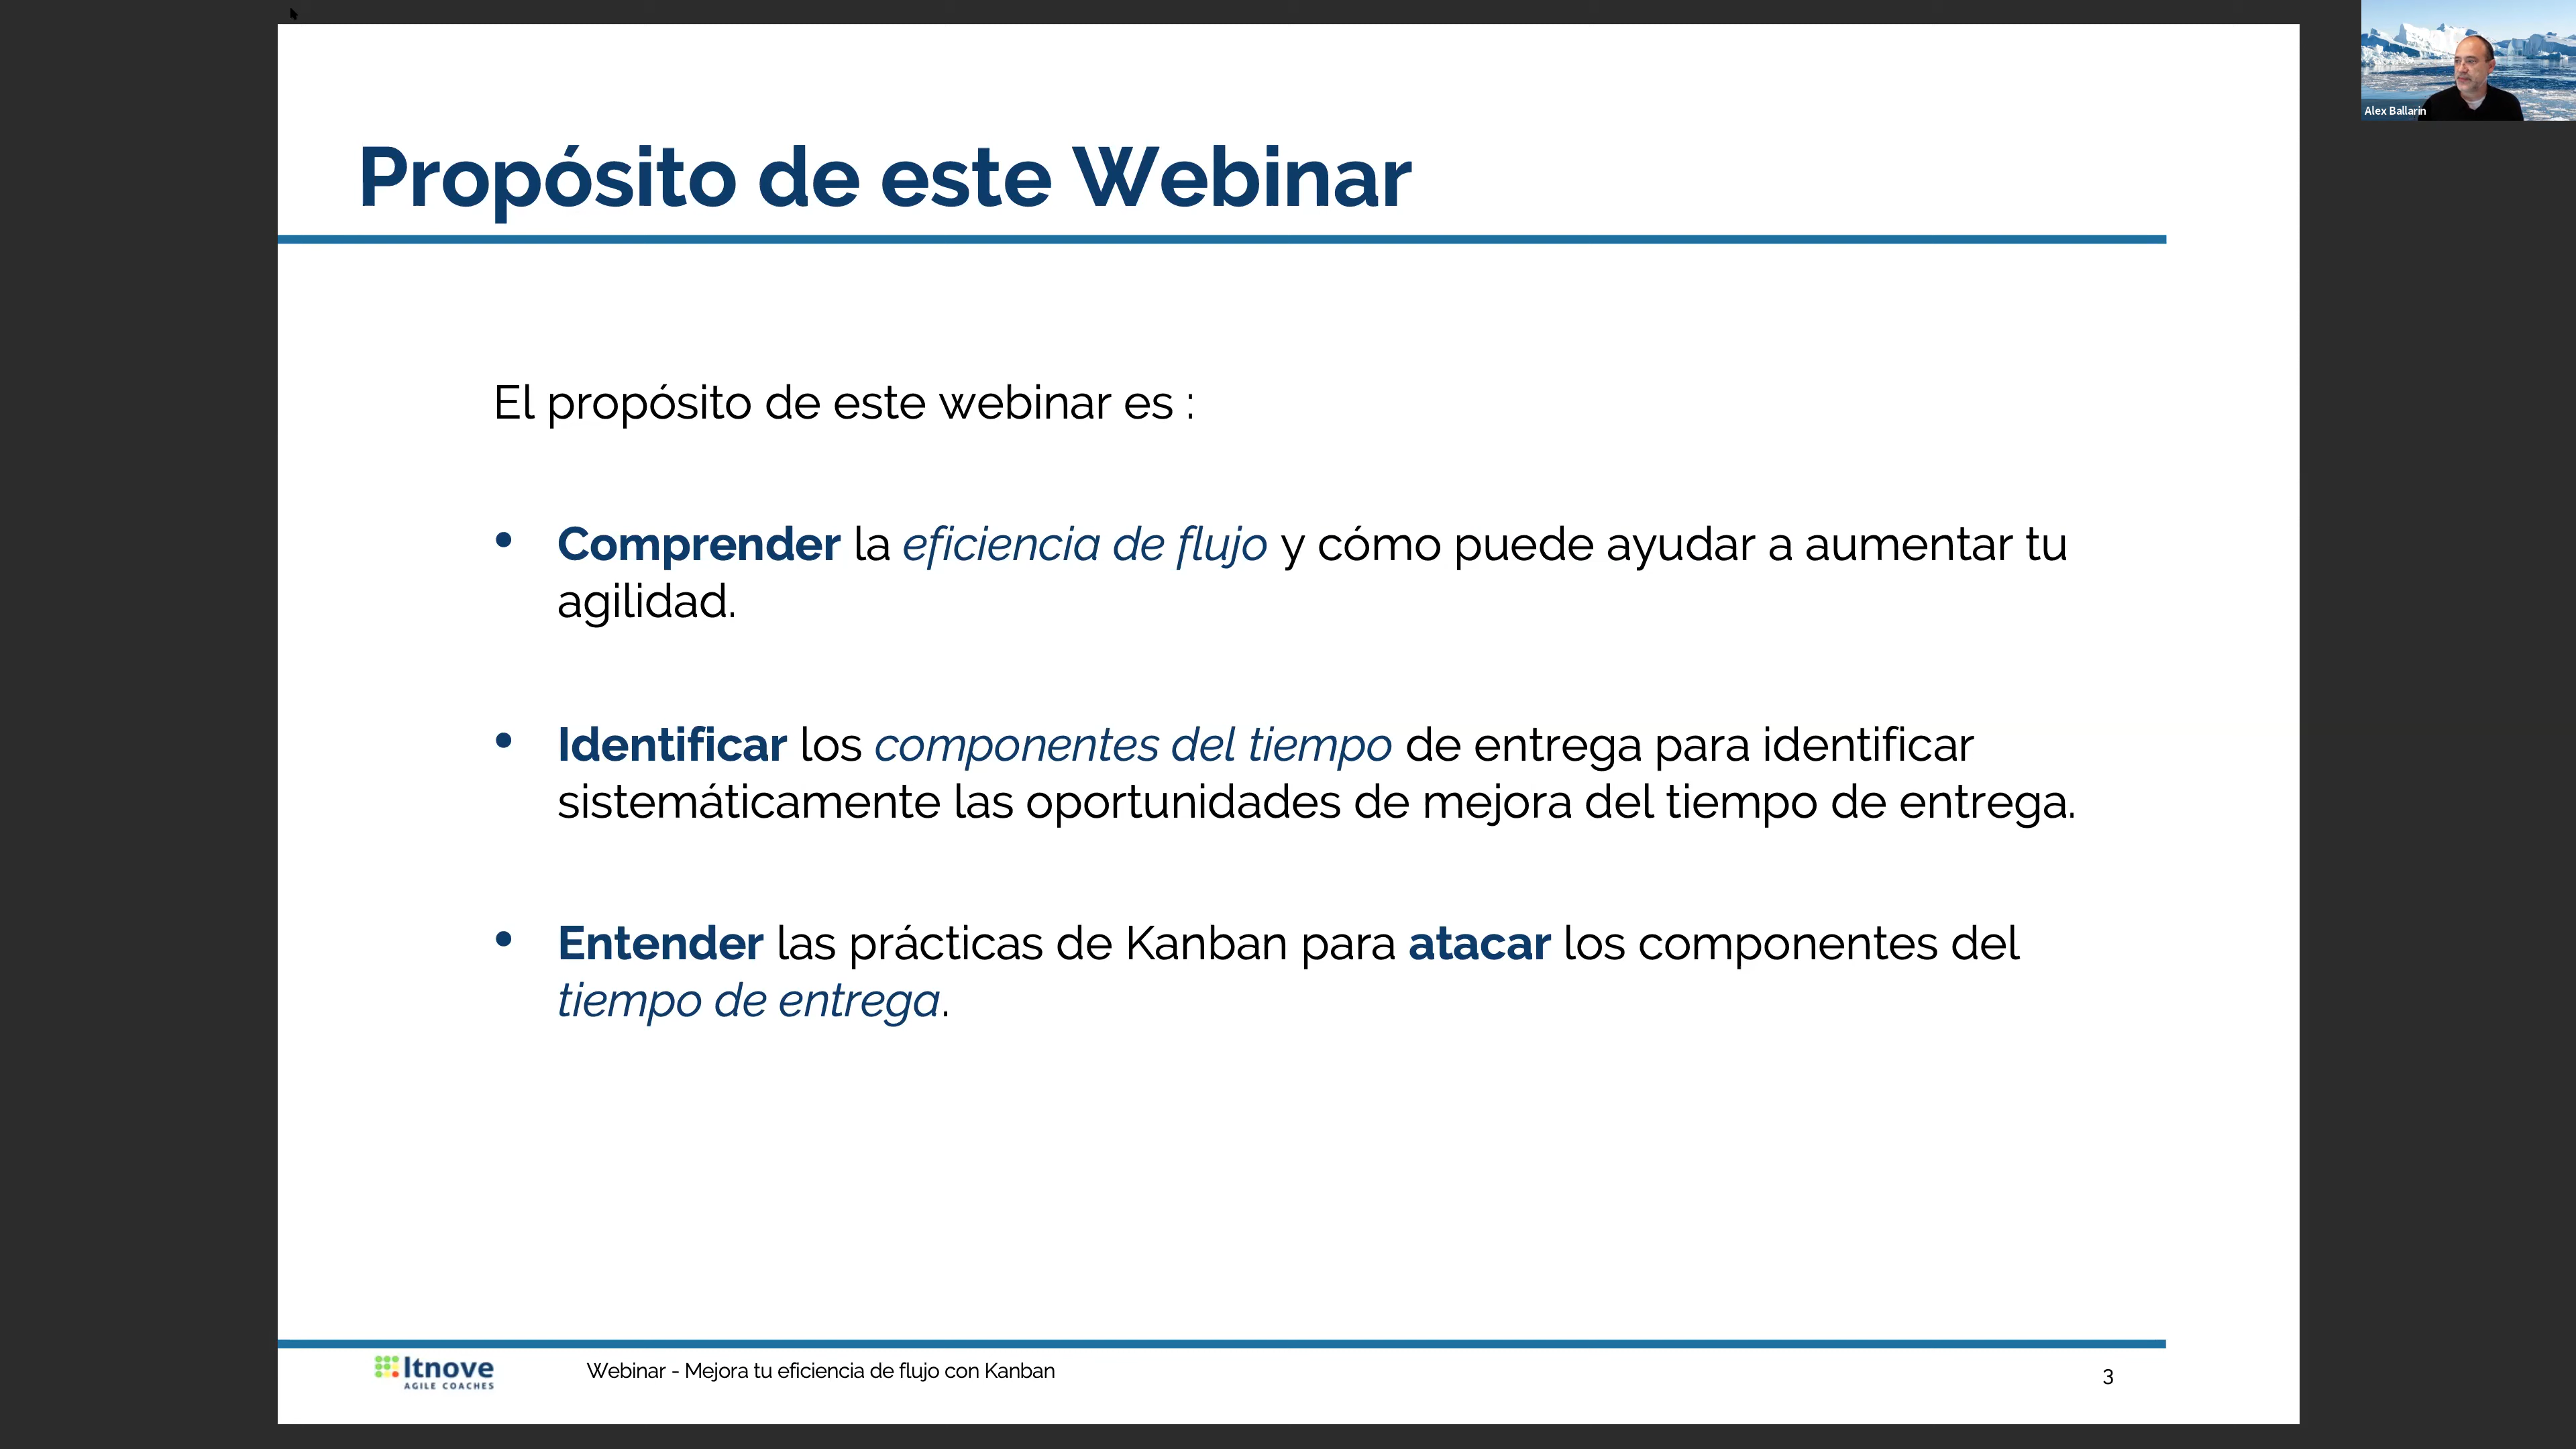 Alex Ballarin
Propósito de este Webinar
El propósito de este webinar es :
• Comprender la eficiencia de flujo y cómo puede ayudar a aumentar tu
agilidad.
• Identificar los componentes del tiempo de entrega para identificar
sistemáticamente las oportunidades de mejora del tiempo de entrega.
• Entender las prácticas de Kanban para atacar los componentes del
tiempo de entrega.
Itnove
AGILE COACHES
Webinar - Mejora tu eficiencia de flujo con Kanban
3